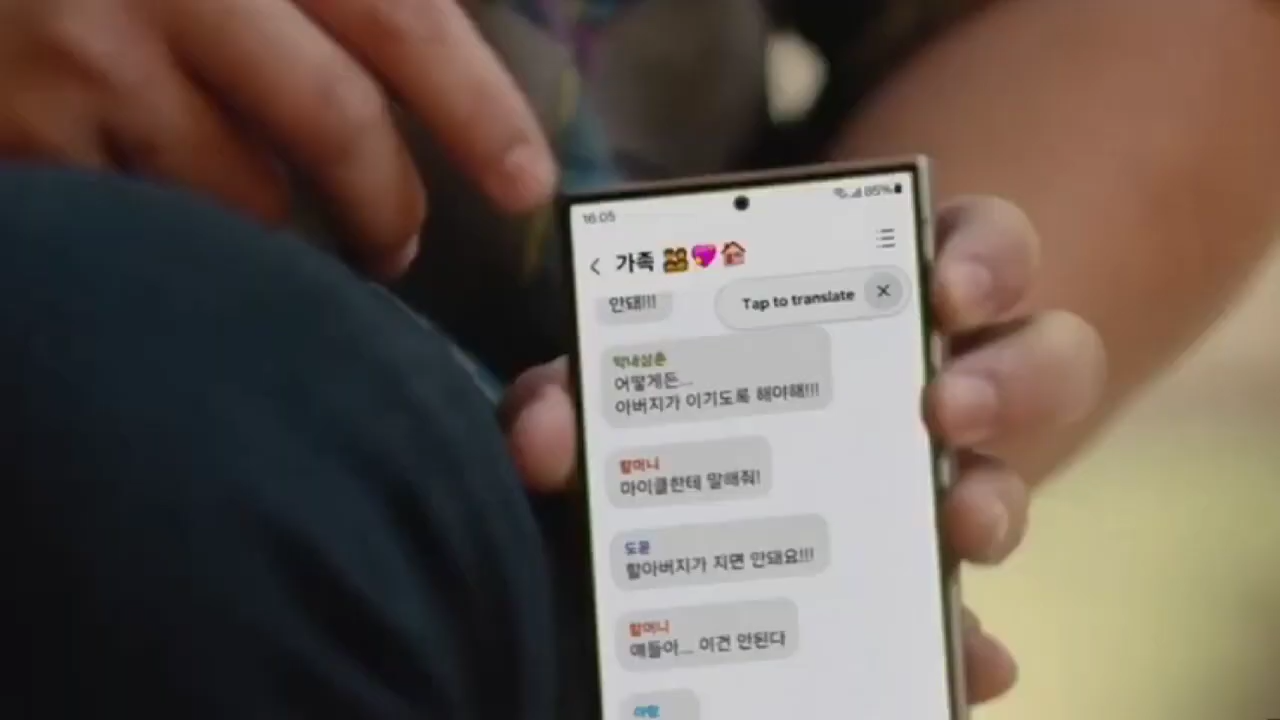 16:05
85%
가족
안돼!!!
Tap to translate
막내삼촌
어떻게든...
아버지가 이기도록 해야해!!!
할머니
마이클한테 말해줘!
도윤
할아버지가 지면 안돼요!!!
할머니
얘들아... 이건 안된다